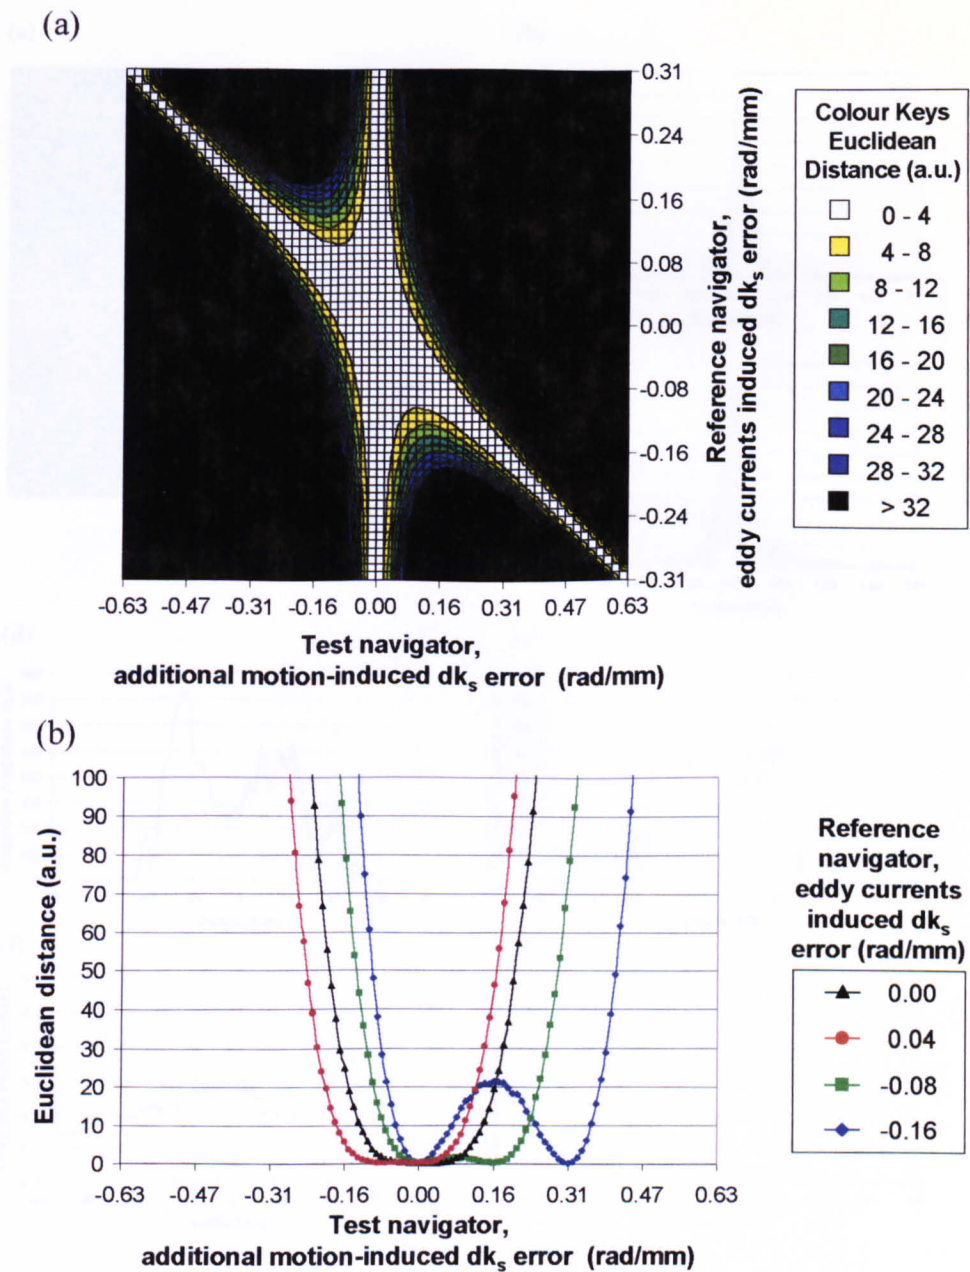 (a)
0.31
0.24
0.16
0.08
0.00
-0.08
-0.16
-0.24
-0.31
Reference navigator,
eddy currents induced dks error (rad/mm)
-0.63 -0.47 -0.31 -0.16 0.00 0.16 0.31 0.47 0.63
Test navigator,
additional motion-induced dks error (rad/mm)
Colour Keys
Euclidean
Distance (a.u.)
0 - 4
4 - 8
8 - 12
12 - 16
16 - 20
20 - 24
24 - 28
28 - 32
> 32
(b)
Euclidean distance (a.u.)
100
90
80
70
60
50
40
30
20
10
0
-0.63 -0.47 -0.31 -0.16 0.00 0.16 0.31 0.47 0.63
Test navigator,
additional motion-induced dks error (rad/mm)
Reference
navigator,
eddy currents
induced dks
error (rad/mm)
0.00
0.04
-0.08
-0.16